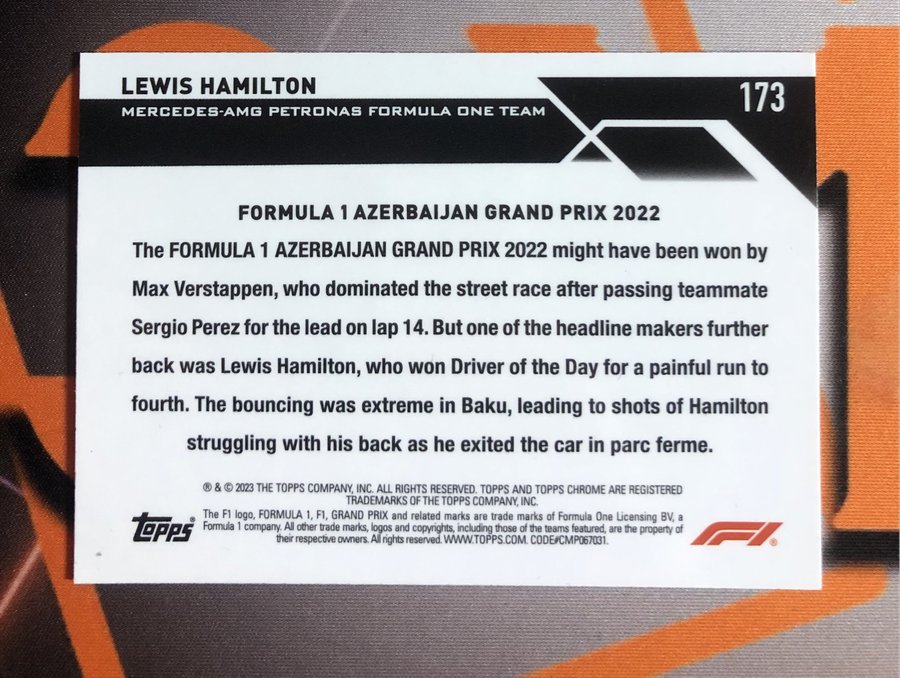 LEWIS HAMILTON
173
MERCEDES-AMG PETRONAS FORMULA ONE TEAM
FORMULA 1 AZERBAIJAN GRAND PRIX 2022
The FORMULA 1 AZERBAIJAN GRAND PRIX 2022 might have been won by
Max Verstappen, who dominated the street race after passing teammate
Sergio Perez for the lead on lap 14. But one of the headline makers further
back was Lewis Hamilton, who won Driver of the Day for a painful run to
fourth. The bouncing was extreme in Baku, leading to shots of Hamilton
struggling with his back as he exited the car in parc ferme.
® & © 2023 THE TOPPS COMPANY, INC. ALL RIGHTS RESERVED. TOPPS AND TOPPS CHROME ARE REGISTERED
TRADEMARKS OF THE TOPPS COMPANY, INC.
The F1 logo, FORMULA 1, F1, GRAND PRIX and related marks are trade marks of Formula One Licensing BV, a
Formula 1 company. All other trade marks, logos and copyrights, including those of the teams featured, are the property of
their respective owners. All rights reserved. WWW.TOPPS.COM. CODE#CMP067031.
Topps®
F1®